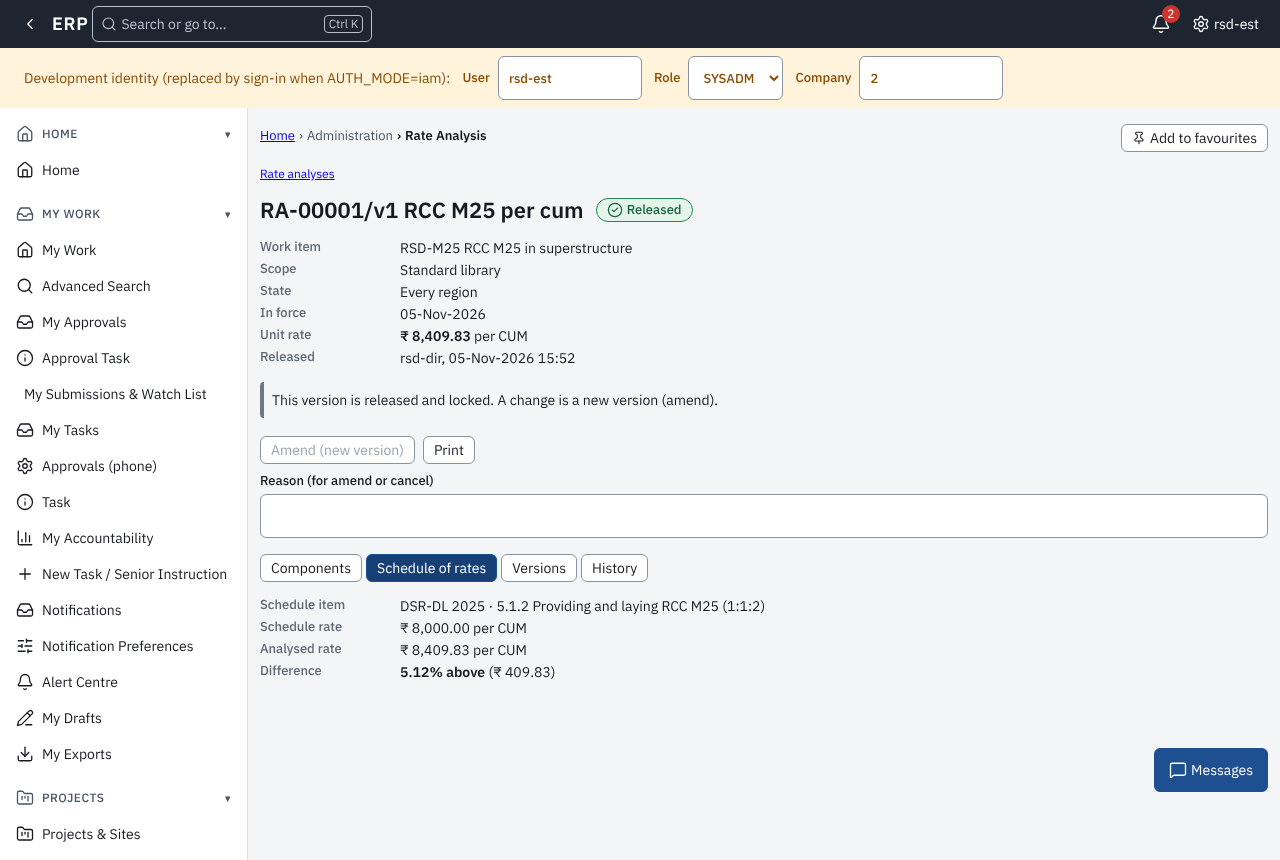 ERP
Search or go to...
Ctrl K
2
rsd-est
Development identity (replaced by sign-in when AUTH_MODE=iam):
User
rsd-est
Role
SYSADM
Company
2
HOME
Home
MY WORK
My Work
Advanced Search
My Approvals
Approval Task
My Submissions & Watch List
My Tasks
Approvals (phone)
Task
My Accountability
New Task / Senior Instruction
Notifications
Notification Preferences
Alert Centre
My Drafts
My Exports
PROJECTS
Projects & Sites
Home › Administration › Rate Analysis
Add to favourites
Rate analyses
RA-00001/v1 RCC M25 per cum
Released
Work item RSD-M25 RCC M25 in superstructure
Scope Standard library
State Every region
In force 05-Nov-2026
Unit rate ₹ 8,409.83 per CUM
Released rsd-dir, 05-Nov-2026 15:52
This version is released and locked. A change is a new version (amend).
Amend (new version)
Print
Reason (for amend or cancel)
Components
Schedule of rates
Versions
History
Schedule item DSR-DL 2025 · 5.1.2 Providing and laying RCC M25 (1:1:2)
Schedule rate ₹ 8,000.00 per CUM
Analysed rate ₹ 8,409.83 per CUM
Difference 5.12% above (₹ 409.83)
Messages